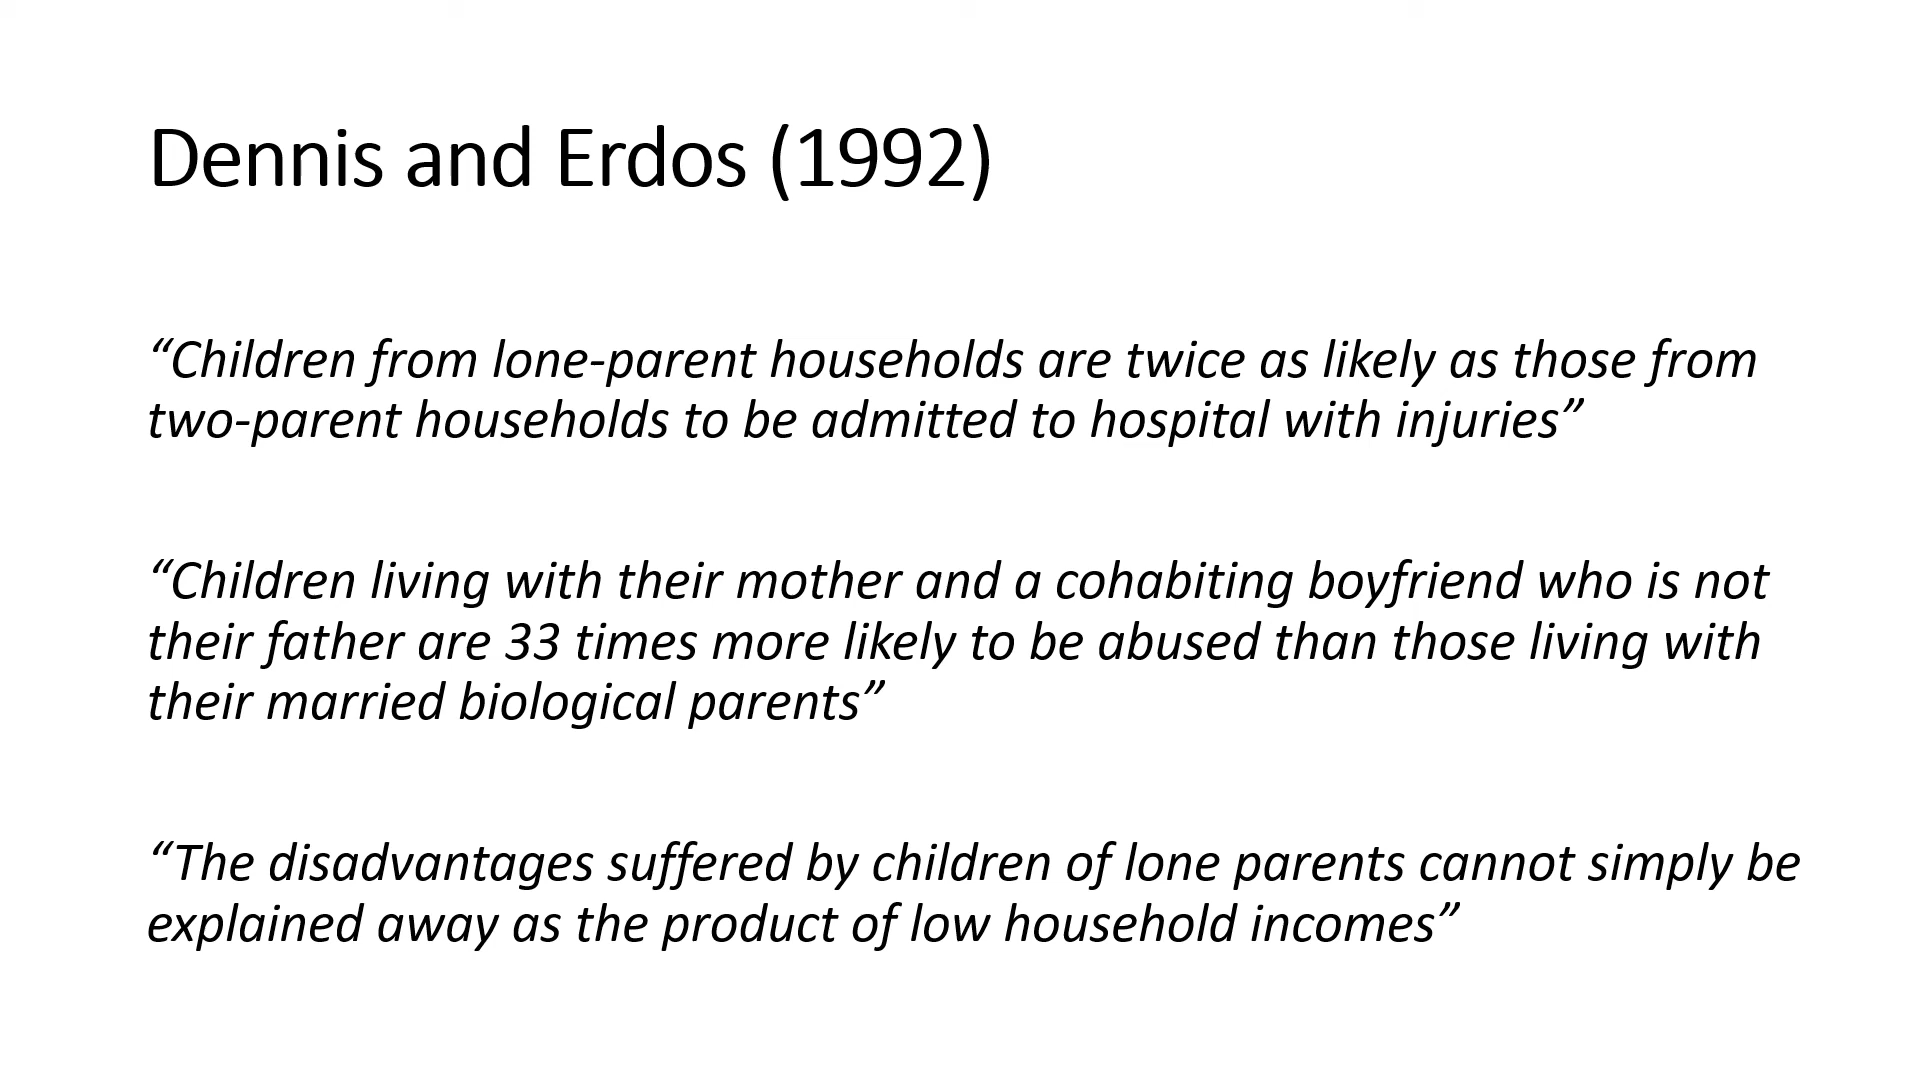 Dennis and Erdos (1992)
“Children from lone-parent households are twice as likely as those from
two-parent households to be admitted to hospital with injuries”
“Children living with their mother and a cohabiting boyfriend who is not
their father are 33 times more likely to be abused than those living with
their married biological parents”
“The disadvantages suffered by children of lone parents cannot simply be
explained away as the product of low household incomes”